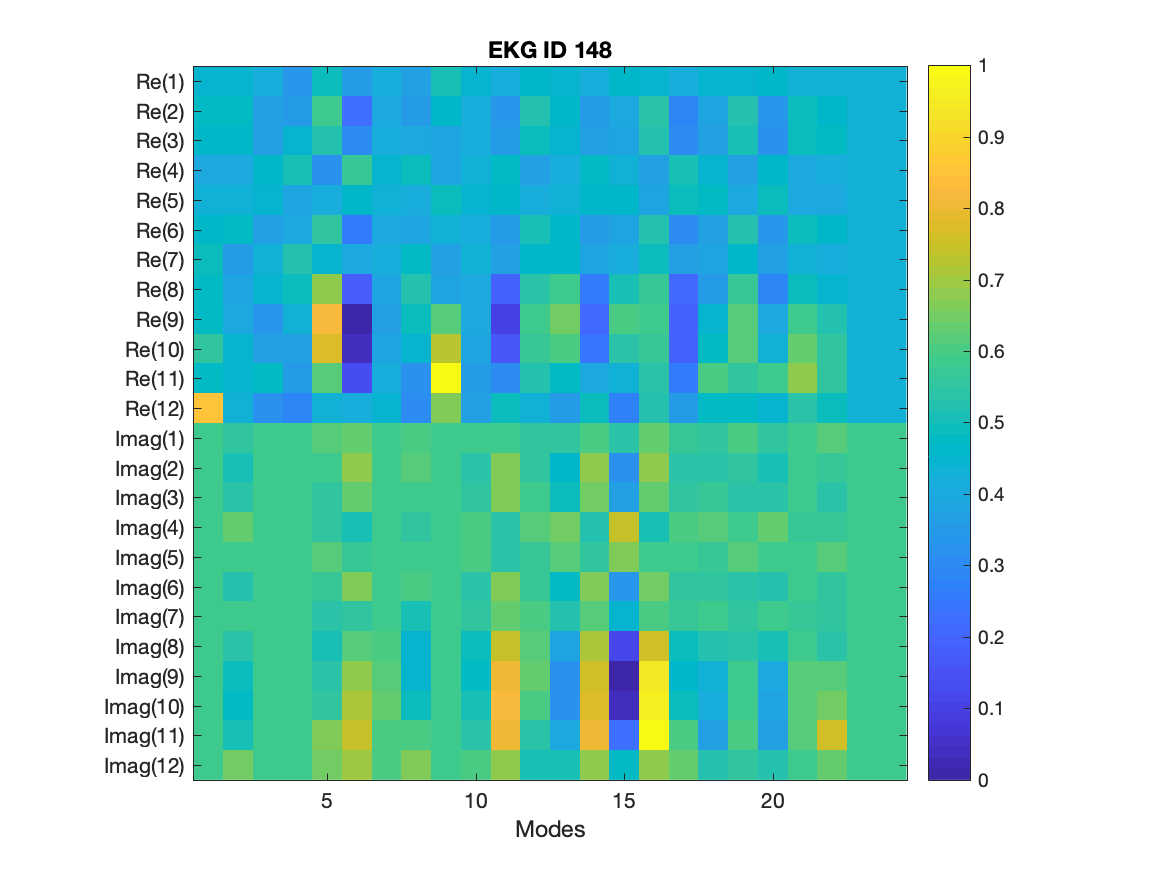 EKG ID 148
Re(1)
Re(2)
Re(3)
Re(4)
Re(5)
Re(6)
Re(7)
Re(8)
Re(9)
Re(10)
Re(11)
Re(12)
Imag(1)
Imag(2)
Imag(3)
Imag(4)
Imag(5)
Imag(6)
Imag(7)
Imag(8)
Imag(9)
Imag(10)
Imag(11)
Imag(12)
5 10 15 20
Modes
1
0.9
0.8
0.7
0.6
0.5
0.4
0.3
0.2
0.1
0